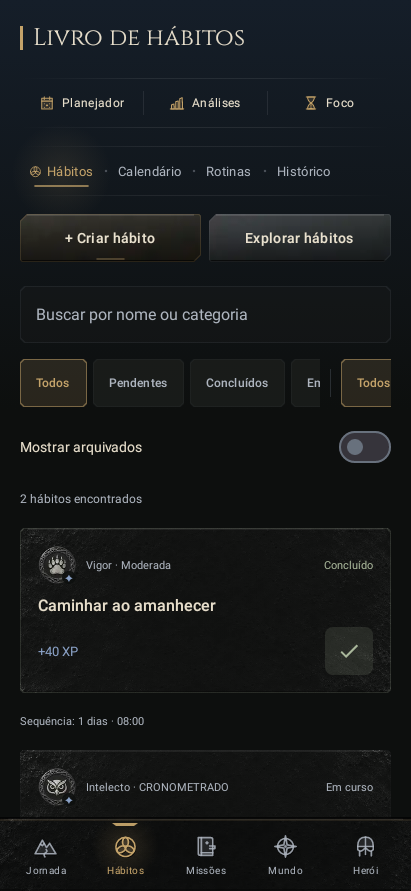 Livro de hábitos
Planejador
Análises
Foco
Hábitos · Calendário · Rotinas · Histórico
+ Criar hábito
Explorar hábitos
Buscar por nome ou categoria
Todos
Pendentes
Concluídos
Em
Todos
Mostrar arquivados
2 hábitos encontrados
Vigor · Moderada
Concluído
Caminhar ao amanhecer
+40 XP
Sequência: 1 dias · 08:00
Intelecto · CRONOMETRADO
Em curso
Jornada
Hábitos
Missões
Mundo
Herói